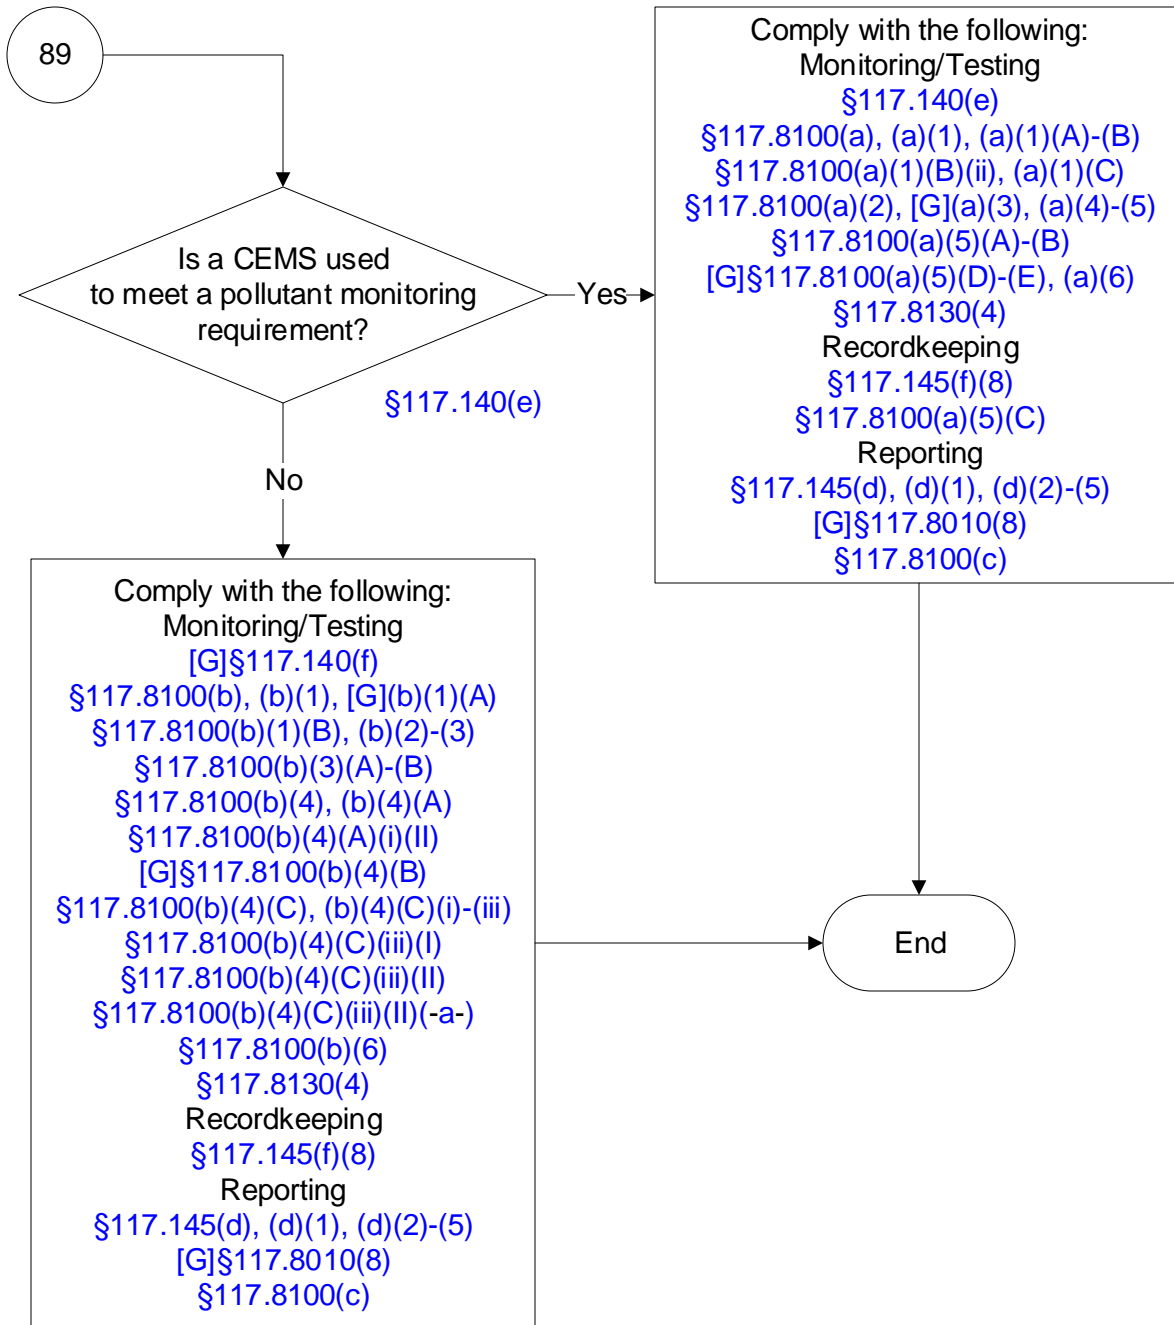 89
Is a CEMS used
to meet a pollutant monitoring
requirement?
§117.140(e)
Yes
No
Comply with the following:
Monitoring/Testing
§117.140(e)
§117.8100(a), (a)(1), (a)(1)(A)-(B)
§117.8100(a)(1)(B)(ii), (a)(1)(C)
§117.8100(a)(2), [G](a)(3), (a)(4)-(5)
§117.8100(a)(5)(A)-(B)
[G]§117.8100(a)(5)(D)-(E), (a)(6)
§117.8130(4)
Recordkeeping
§117.145(f)(8)
§117.8100(a)(5)(C)
Reporting
§117.145(d), (d)(1), (d)(2)-(5)
[G]§117.8010(8)
§117.8100(c)
Comply with the following:
Monitoring/Testing
[G]§117.140(f)
§117.8100(b), (b)(1), [G](b)(1)(A)
§117.8100(b)(1)(B), (b)(2)-(3)
§117.8100(b)(3)(A)-(B)
§117.8100(b)(4), (b)(4)(A)
§117.8100(b)(4)(A)(i)(II)
[G]§117.8100(b)(4)(B)
§117.8100(b)(4)(C), (b)(4)(C)(i)-(iii)
§117.8100(b)(4)(C)(iii)(I)
§117.8100(b)(4)(C)(iii)(II)
§117.8100(b)(4)(C)(iii)(II)(-a-)
§117.8100(b)(6)
§117.8130(4)
Recordkeeping
§117.145(f)(8)
Reporting
§117.145(d), (d)(1), (d)(2)-(5)
[G]§117.8010(8)
§117.8100(c)
End